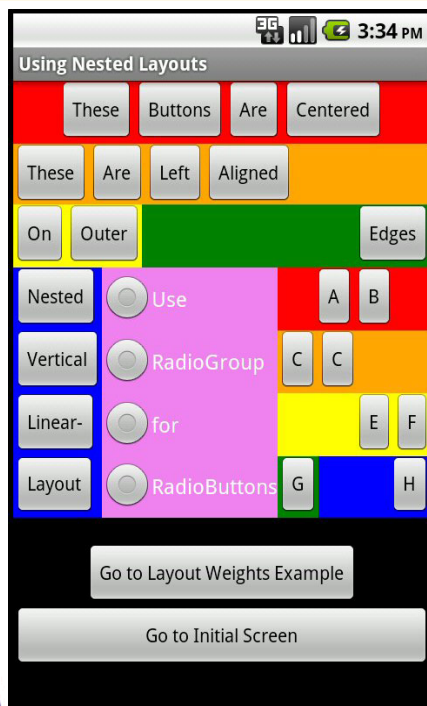 3G 3:34 PM
Using Nested Layouts
These Buttons Are Centered
These Are Left Aligned
On Outer Edges
Nested Use A B
Vertical RadioGroup C C
Linear- for E F
Layout RadioButtons G H
Go to Layout Weights Example
Go to Initial Screen